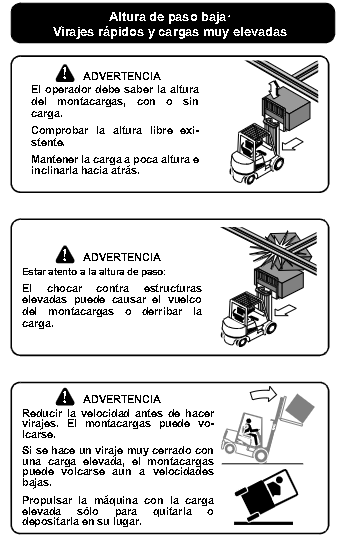 Altura de paso baja·
Virajes rápidos y cargas muy elevadas
ADVERTENCIA
El operador debe saber la altura
del montacargas, con o sin
carga.
Comprobar la altura libre exi-
stente.
Mantener la carga a poca altura e
inclinarla hacia atrás.
ADVERTENCIA
Estar atento a la altura de paso:
El chocar contra estructuras
elevadas puede causar el vuelco
del montacargas o derribar la
carga.
ADVERTENCIA
Reducir la velocidad antes de hacer
virajes. El montacargas puede vo-
lcarse.
Si se hace un viraje muy cerrado con
una carga elevada, el montacargas
puede volcarse aun a velocidades
bajas.
Propulsar la máquina con la carga
elevada sólo para quitarla o
depositarla en su lugar.